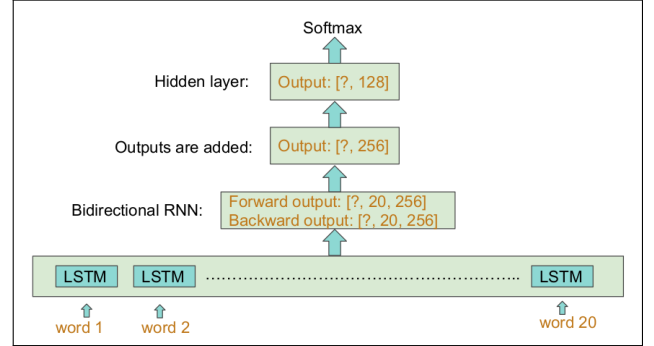 Softmax
Hidden layer: Output: [?, 128]
Outputs are added: Output: [?, 256]
Bidirectional RNN: Forward output: [?, 20, 256]
Backward output: [?, 20, 256]
LSTM LSTM ........................................................ LSTM
word 1 word 2 word 20